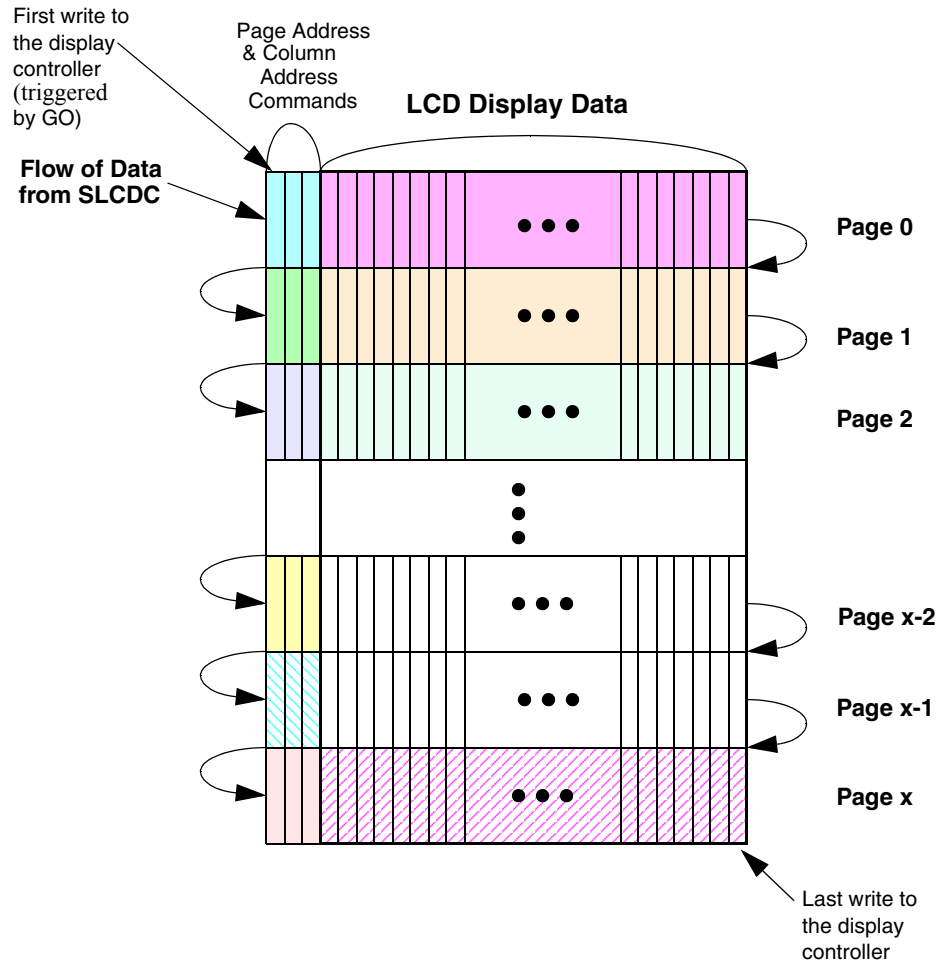 First write to
the display
controller
(triggered
by GO)
Page Address
& Column
Address
Commands
LCD Display Data
Flow of Data
from SLCDC
Page 0
Page 1
Page 2
Page x-2
Page x-1
Page x
Last write to
the display
controller